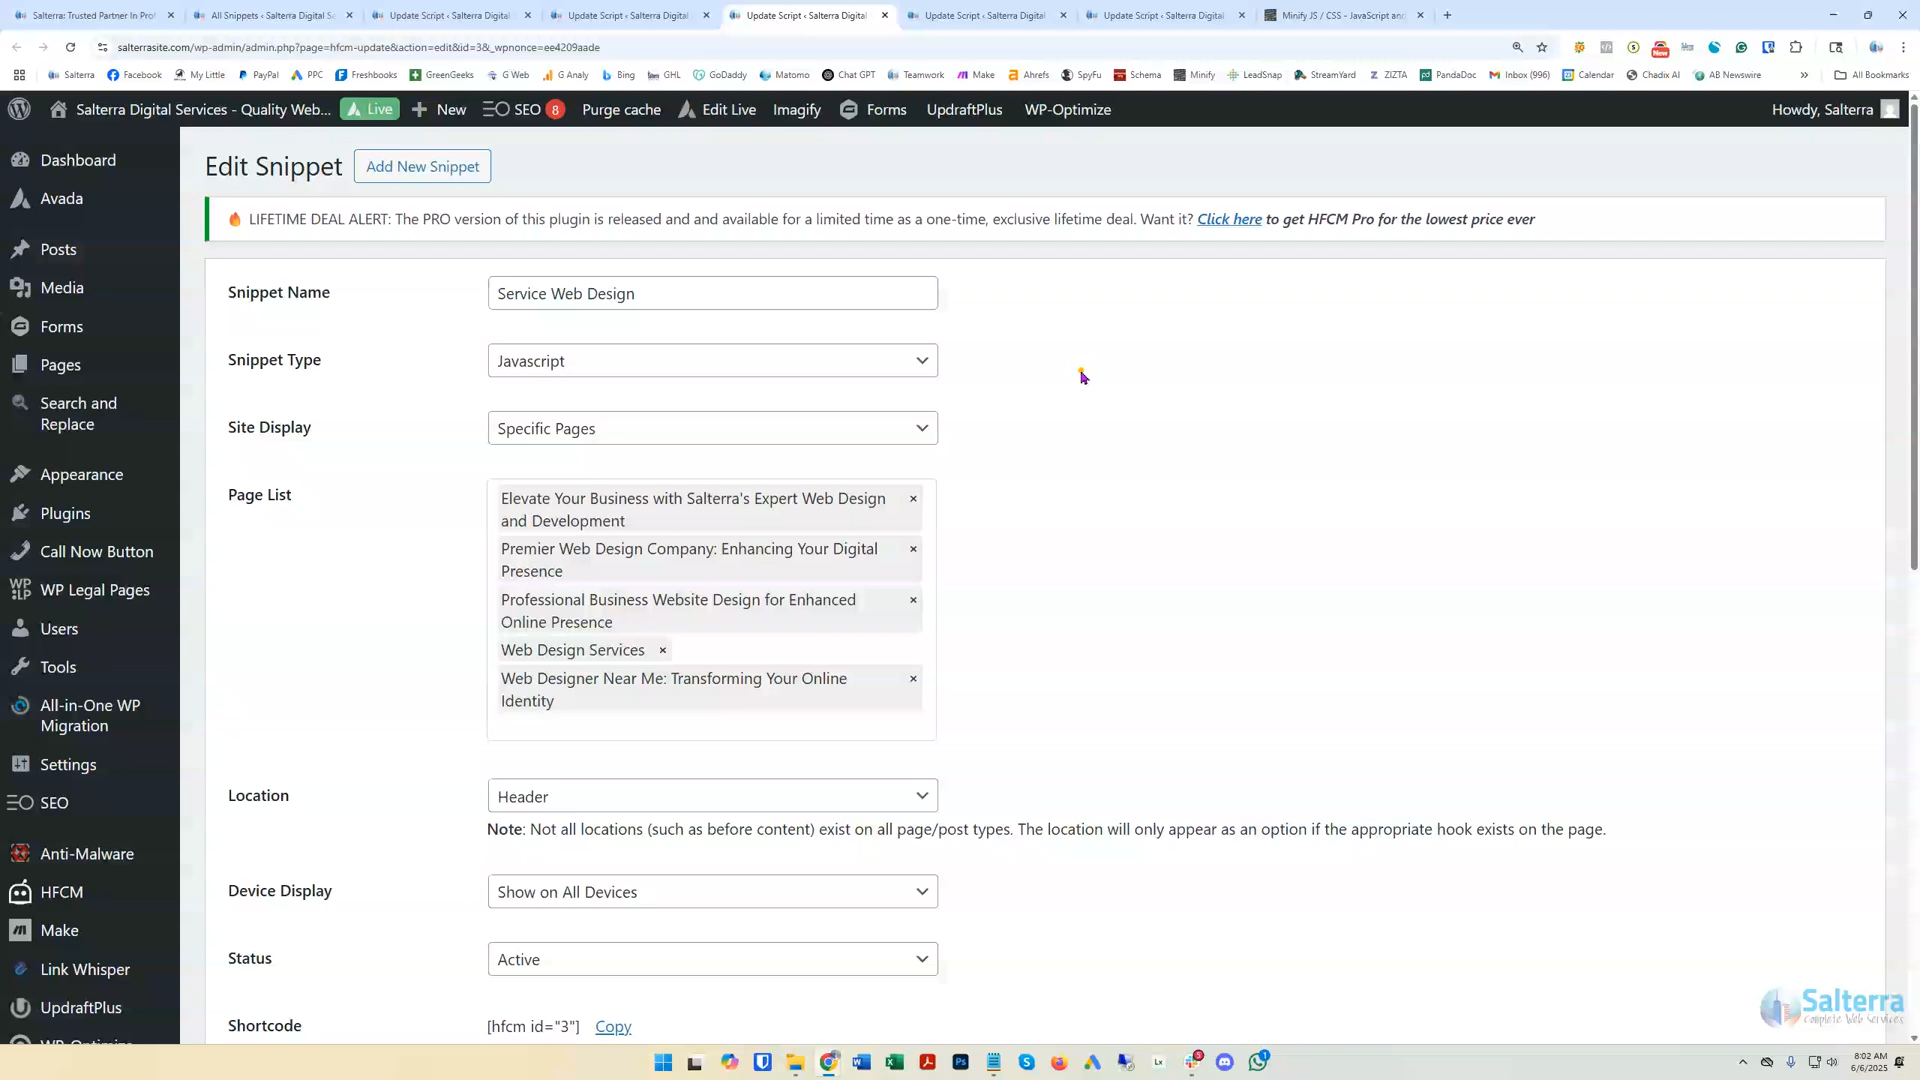 Salterra: Trusted Partner In Prof
All Snippets ‹ Salterra Digital S
Update Script ‹ Salterra Digital
Update Script ‹ Salterra Digital
Update Script ‹ Salterra Digital
Update Script ‹ Salterra Digital
Update Script ‹ Salterra Digital
Minify JS / CSS - JavaScript and
salterrasite.com/wp-admin/admin.php?page=hfcm-update&action=edit&id=3&_wpnonce=ee4209aade
New
Salterra
Facebook
My Little
PayPal
PPC
Freshbooks
GreenGeeks
G Web
G Analy
Bing
GHL
GoDaddy
Matomo
Chat GPT
Teamwork
Make
Ahrefs
SpyFu
Schema
Minify
LeadSnap
StreamYard
ZIZTA
PandaDoc
Inbox (996)
Calendar
Chadix AI
AB Newswire
»
All Bookmarks
Salterra Digital Services - Quality Web...
Live
New
SEO 8
Purge cache
Edit Live
Imagify
Forms
UpdraftPlus
WP-Optimize
Howdy, Salterra
Dashboard
Avada
Posts
Media
Forms
Pages
Search and
Replace
Appearance
Plugins
Call Now Button
WP Legal Pages
Users
Tools
All-in-One WP
Migration
Settings
SEO
Anti-Malware
HFCM
Make
Link Whisper
UpdraftPlus
WP-Optimize
Edit Snippet
Add New Snippet
LIFETIME DEAL ALERT: The PRO version of this plugin is released and and available for a limited time as a one-time, exclusive lifetime deal. Want it? Click here to get HFCM Pro for the lowest price ever
Snippet Name
Service Web Design
Snippet Type
Javascript
Site Display
Specific Pages
Page List
Elevate Your Business with Salterra's Expert Web Design ×
and Development
Premier Web Design Company: Enhancing Your Digital ×
Presence
Professional Business Website Design for Enhanced ×
Online Presence
Web Design Services ×
Web Designer Near Me: Transforming Your Online ×
Identity
Location
Header
Note: Not all locations (such as before content) exist on all page/post types. The location will only appear as an option if the appropriate hook exists on the page.
Device Display
Show on All Devices
Status
Active
Shortcode
[hfcm id="3"] Copy
Salterra
Complete Web Services
8:02 AM
6/6/2025